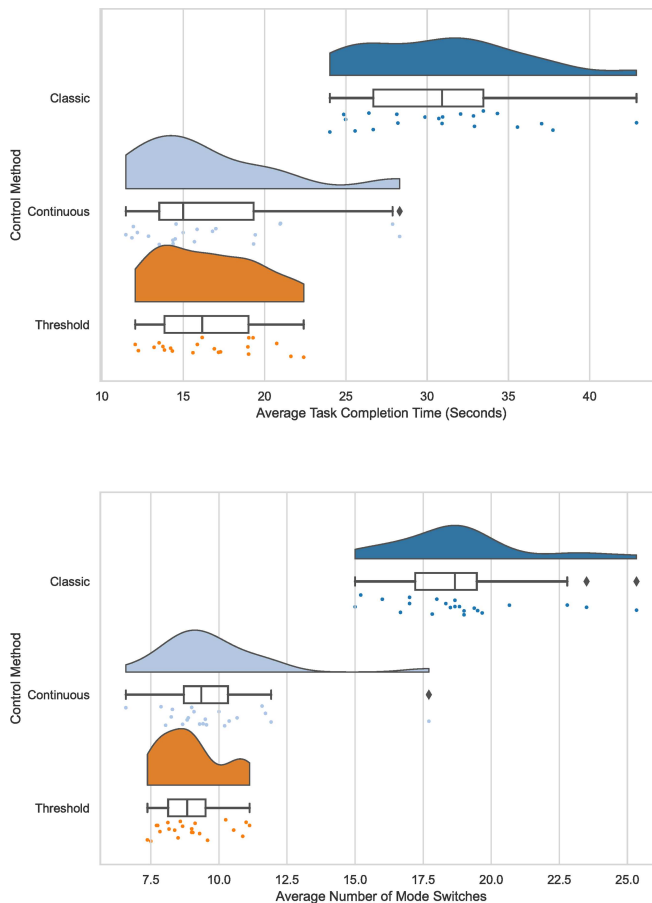 Classic
Continuous
Threshold
Control Method
10 15 20 25 30 35 40
Average Task Completion Time (Seconds)
Classic
Continuous
Threshold
Control Method
7.5 10.0 12.5 15.0 17.5 20.0 22.5 25.0
Average Number of Mode Switches